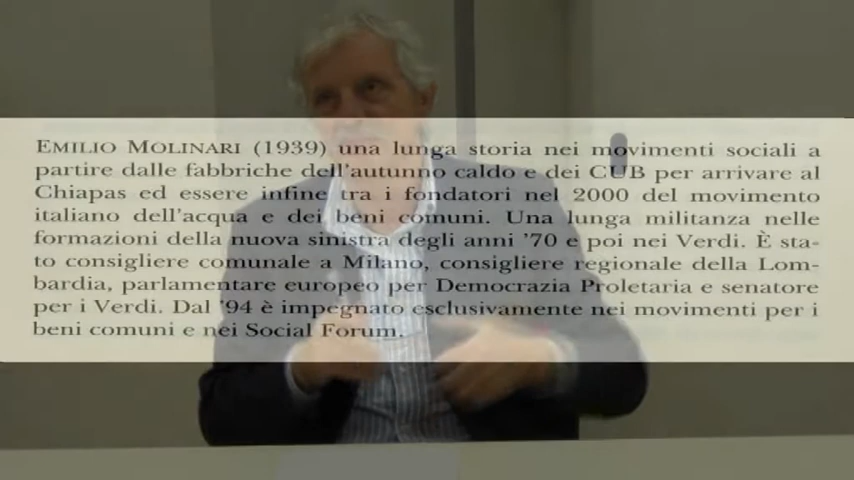 EMILIO MOLINARI (1939) una lunga storia nei movimenti sociali a
partire dalle fabbriche dell'autunno caldo e dei CUB per arrivare al
Chiapas ed essere infine tra i fondatori nel 2000 del movimento
italiano dell'acqua e dei beni comuni. Una lunga militanza nelle
formazioni della nuova sinistra degli anni '70 e poi nei Verdi. È sta-
to consigliere comunale a Milano, consigliere regionale della Lom-
bardia, parlamentare europeo per Democrazia Proletaria e senatore
per i Verdi. Dal '94 è impegnato esclusivamente nei movimenti per i
beni comuni e nei Social Forum.